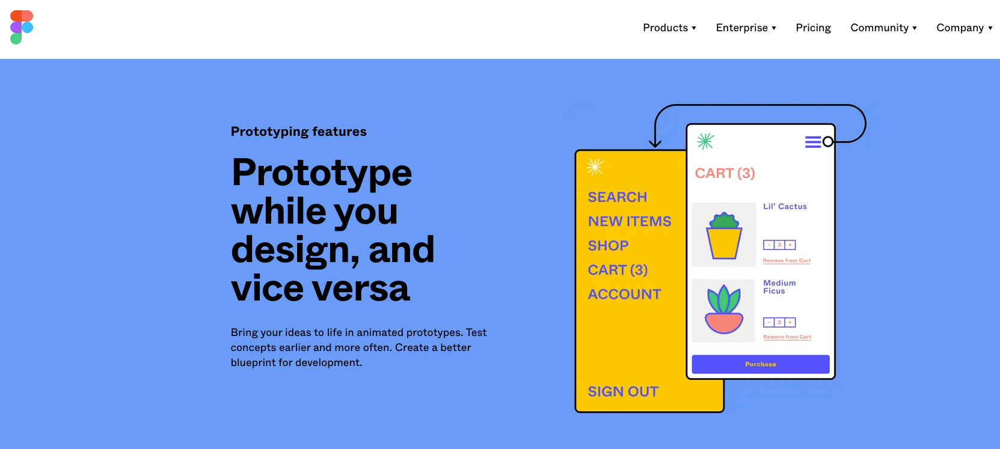 Products ▾ Enterprise ▾ Pricing Community ▾ Company ▾
Prototyping features
Prototype
while you
design, and
vice versa
Bring your ideas to life in animated prototypes. Test
concepts earlier and more often. Create a better
blueprint for development.
SEARCH
NEW ITEMS
SHOP
CART (3)
ACCOUNT
SIGN OUT
CART (3)
Lil’ Cactus
- 2 +
Remove from Cart
Medium
Ficus
- 2 +
Remove from Cart
Purchase